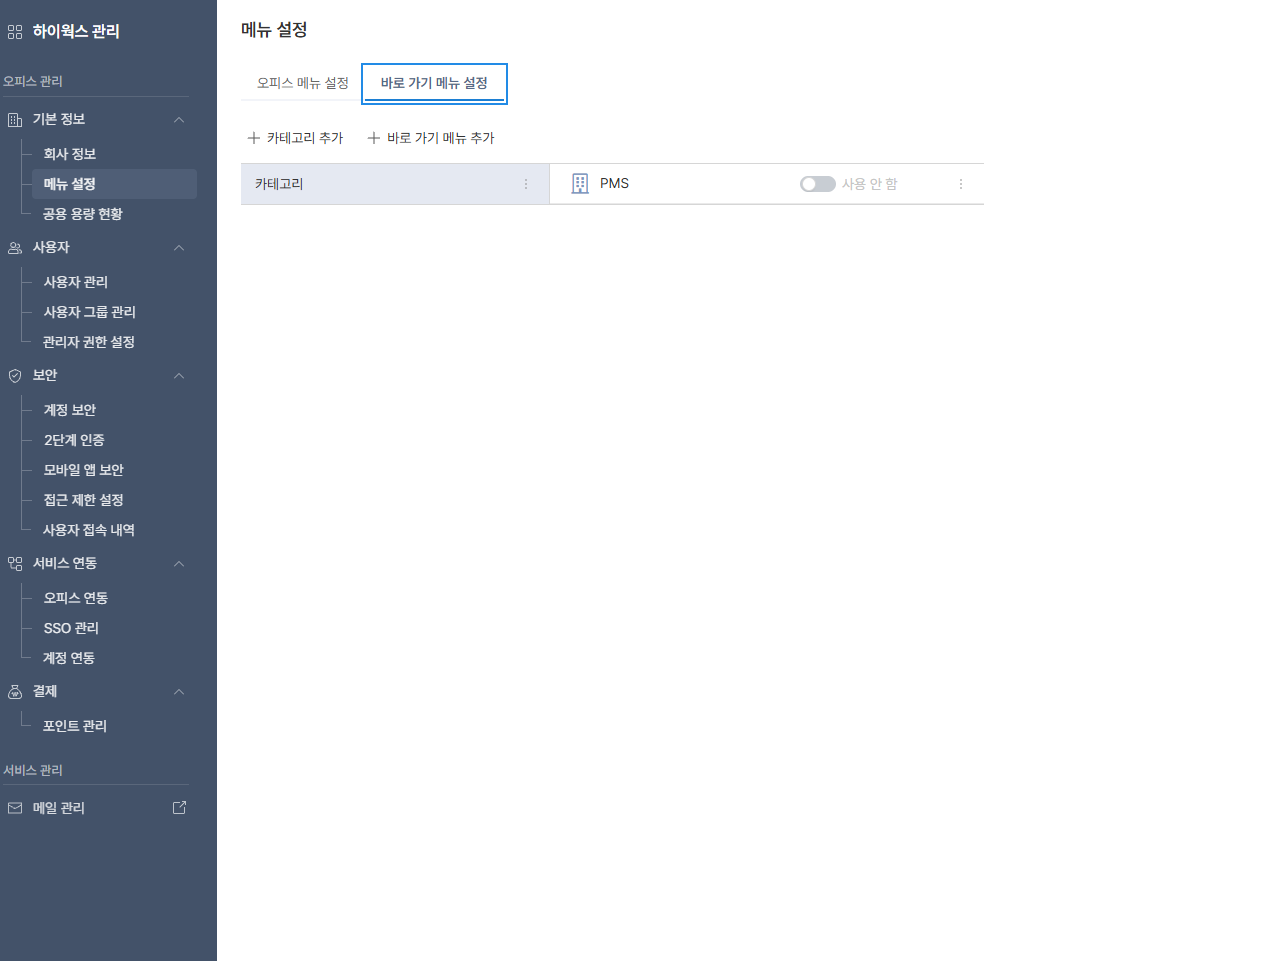 하이웍스 관리
오피스 관리
기본 정보
회사 정보
메뉴 설정
공용 용량 현황
사용자
사용자 관리
사용자 그룹 관리
관리자 권한 설정
보안
계정 보안
2단계 인증
모바일 앱 보안
접근 제한 설정
사용자 접속 내역
서비스 연동
오피스 연동
SSO 관리
계정 연동
결제
포인트 관리
서비스 관리
메일 관리
메뉴 설정
오피스 메뉴 설정 바로 가기 메뉴 설정
카테고리 추가 바로 가기 메뉴 추가
카테고리 PMS 사용 안 함